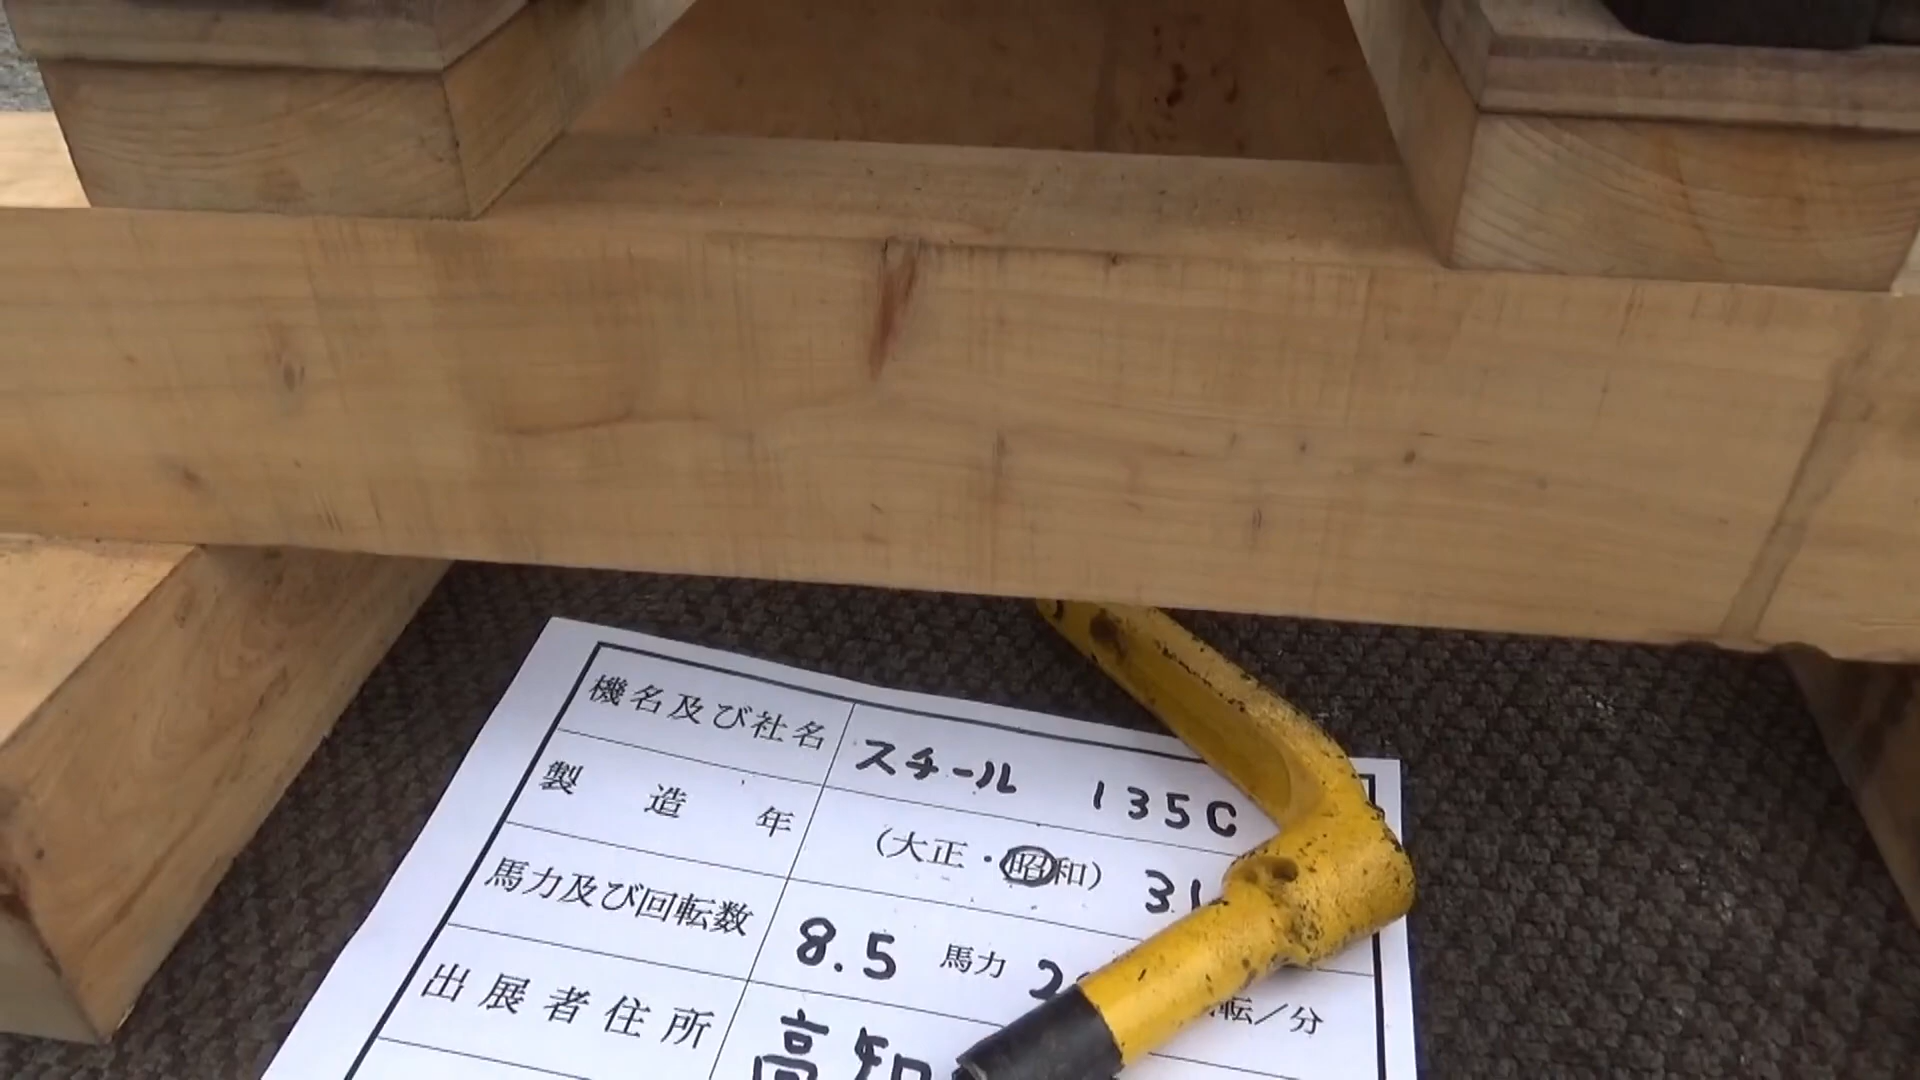 機名及び社名 スチール 135C
製造年 (大正・昭和) 31
馬力及び回転数 8.5 馬力 2 転／分
出展者住所 高知